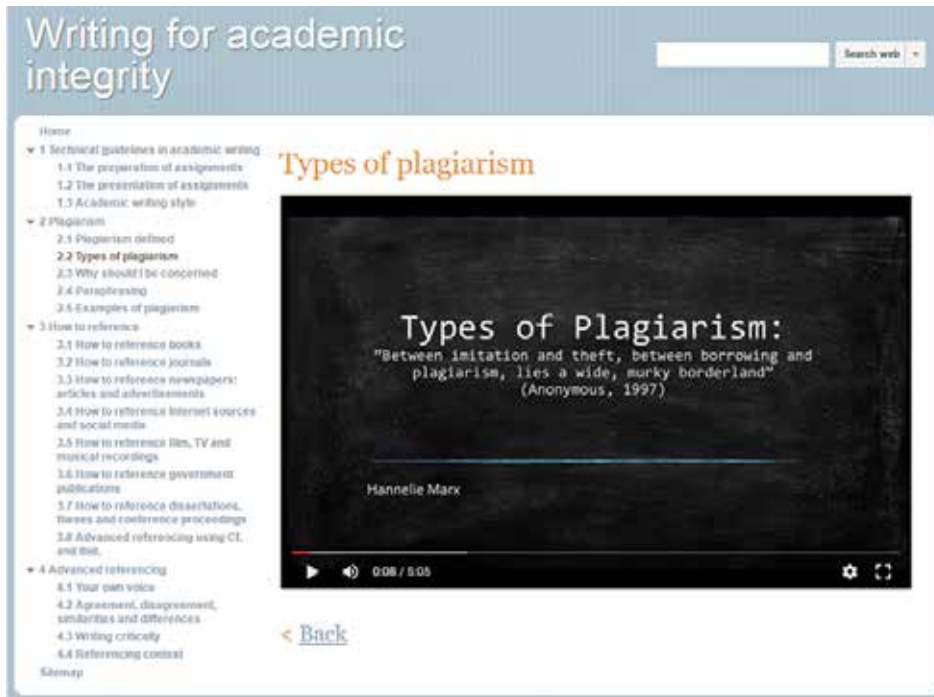 Writing for academic
integrity
Search web
Home
1 Technical guidelines in academic writing
1.1 The preparation of assignments
1.2 The presentation of assignments
1.3 Academic writing style
2 Plagiarism
2.1 Plagiarism defined
2.2 Types of plagiarism
2.3 Why should I be concerned
2.4 Paraphrasing
2.5 Examples of plagiarism
3 How to reference
3.1 How to reference books
3.2 How to reference journals
3.3 How to reference newspapers:
articles and advertisements
3.4 How to reference Internet sources
and social media
3.5 How to reference film, TV and
musical recordings
3.6 How to reference government
publications
3.7 How to reference dissertations,
theses and conference proceedings
3.8 Advanced referencing using Cf.
and Ibid.
4 Advanced referencing
4.1 Your own voice
4.2 Agreement, disagreement,
similarities and differences
4.3 Writing critically
4.4 Referencing context
Sitemap
Types of plagiarism
Types of Plagiarism:
"Between imitation and theft, between borrowing and
plagiarism, lies a wide, murky borderland"
(Anonymous, 1997)
Hannelie Marx
0:08 / 5:05
< Back